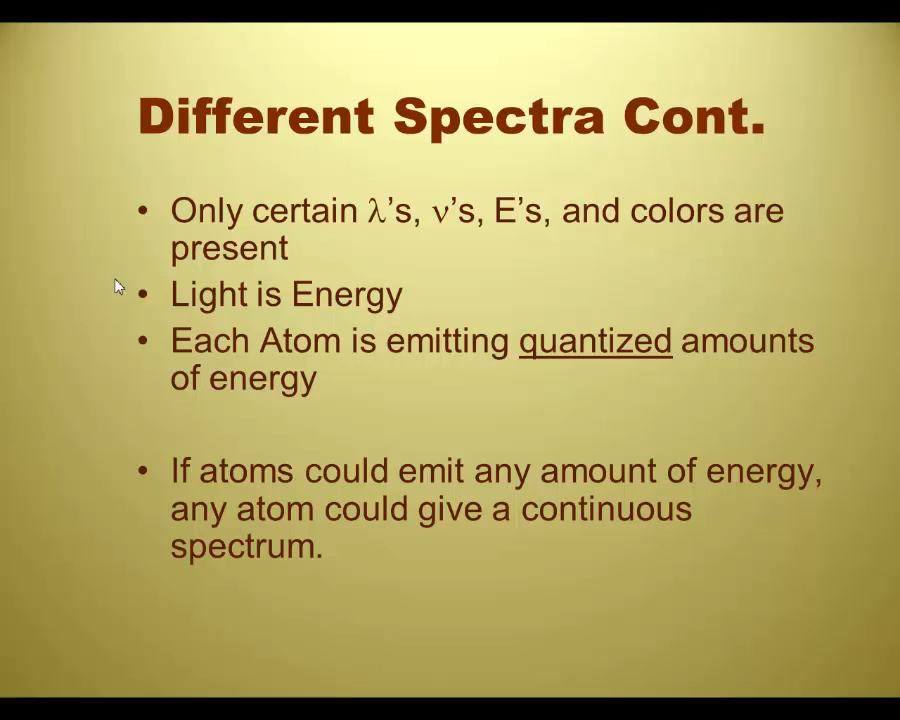 Different Spectra Cont.
• Only certain λ’s, ν’s, E’s, and colors are
present
• Light is Energy
• Each Atom is emitting quantized amounts
of energy
• If atoms could emit any amount of energy,
any atom could give a continuous
spectrum.